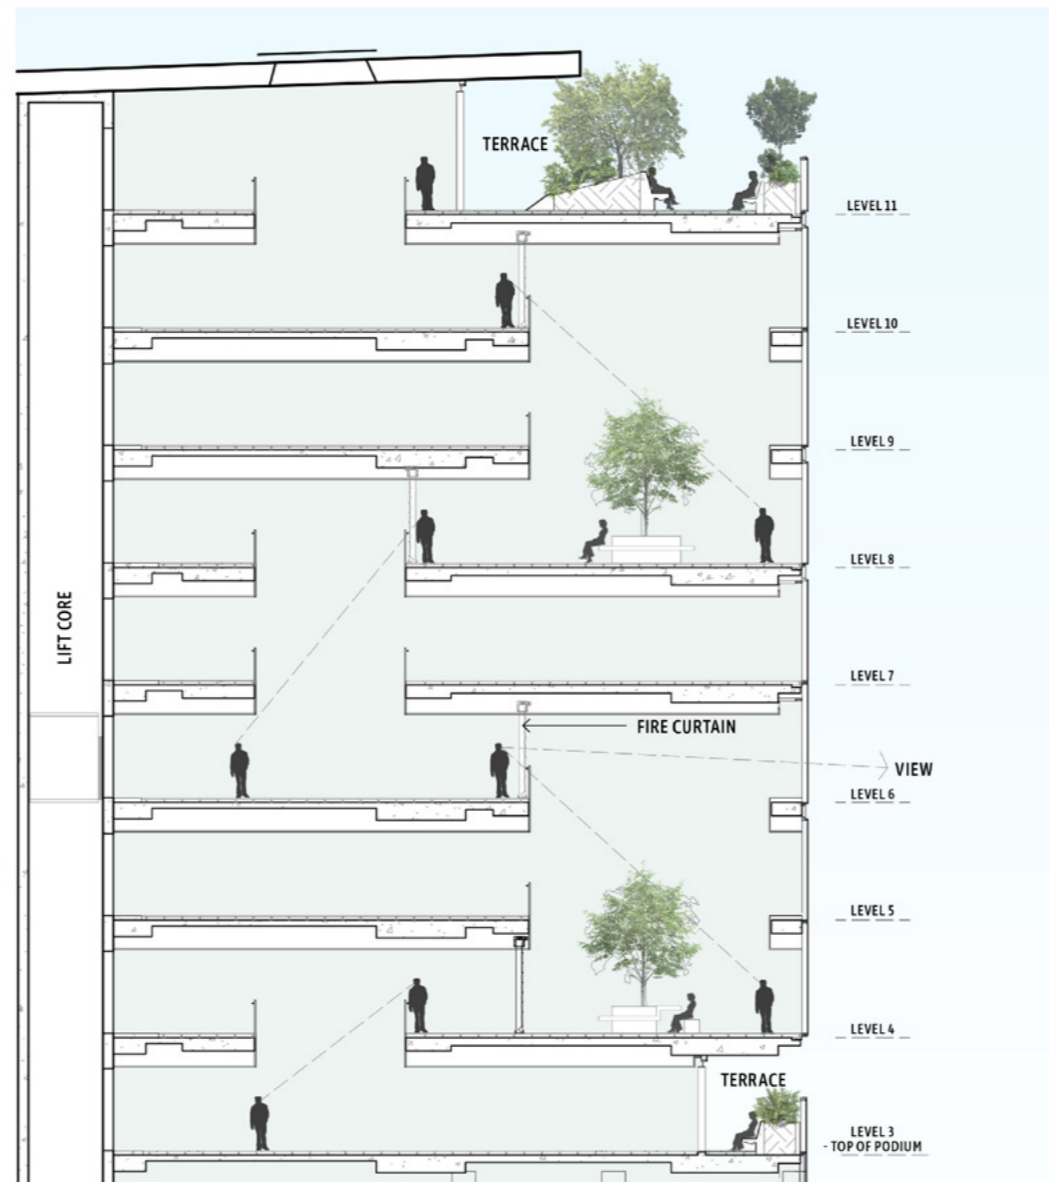 TERRACE
LEVEL 11
LEVEL 10
LEVEL 9
LEVEL 8
LIFT CORE
LEVEL 7
FIRE CURTAIN
VIEW
LEVEL 6
LEVEL 5
LEVEL 4
TERRACE
LEVEL 3
- TOP OF PODIUM